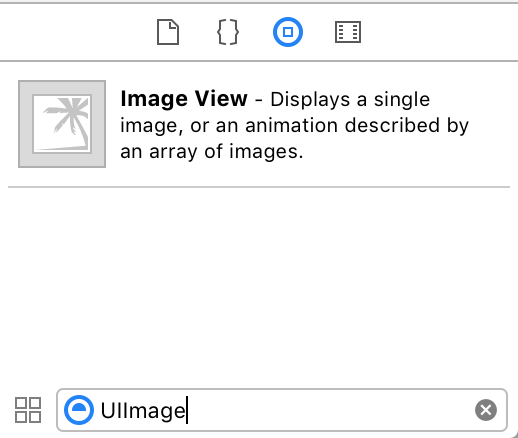 Image View - Displays a single
image, or an animation described by
an array of images.
UIImage